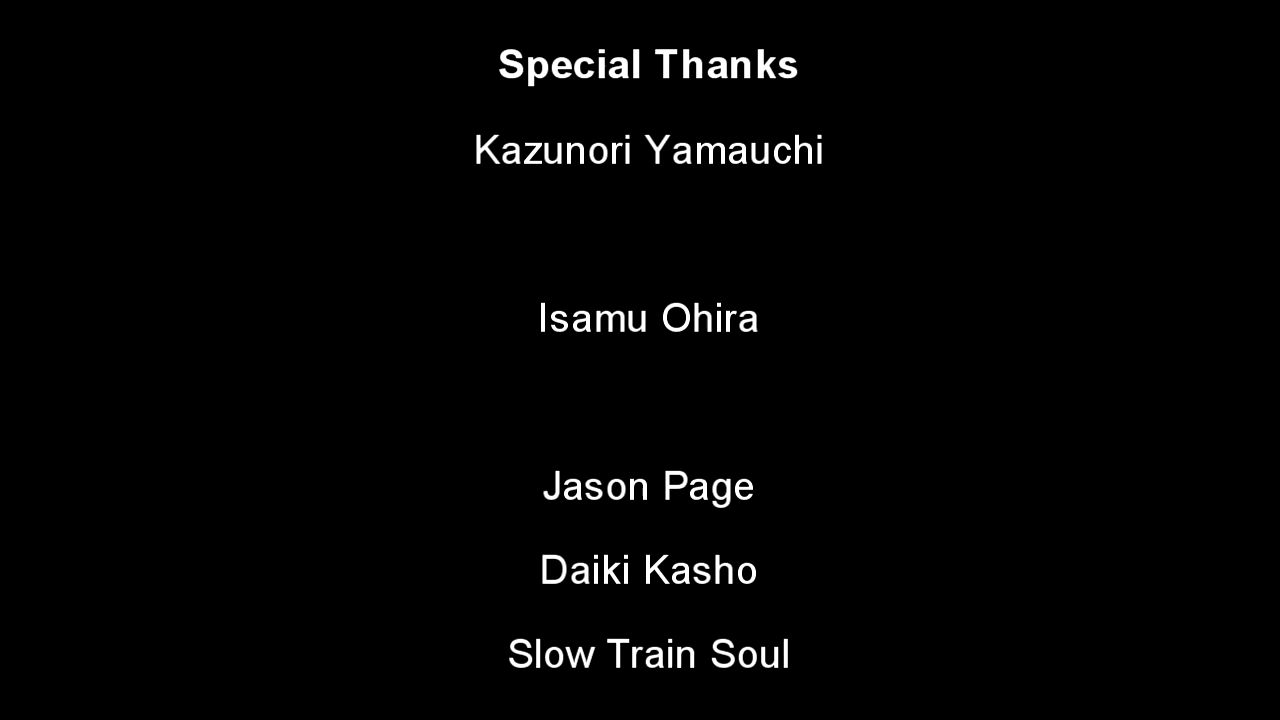 Special Thanks
Kazunori Yamauchi
Isamu Ohira
Jason Page
Daiki Kasho
Slow Train Soul